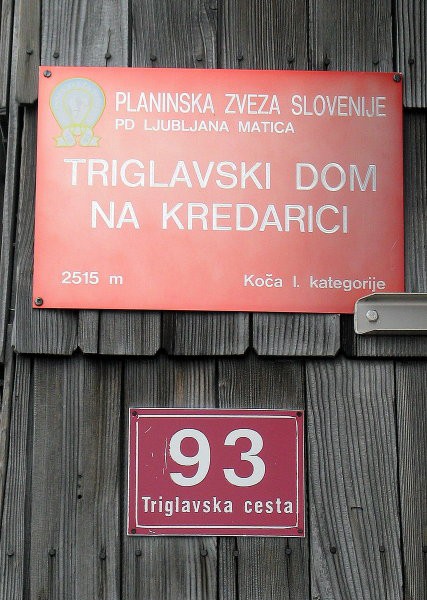 PLANINSKA ZVEZA SLOVENIJE
PD LJUBLJANA MATICA
TRIGLAVSKI DOM
NA KREDARICI
2515 m Koča I. kategorije
93
Triglavska cesta